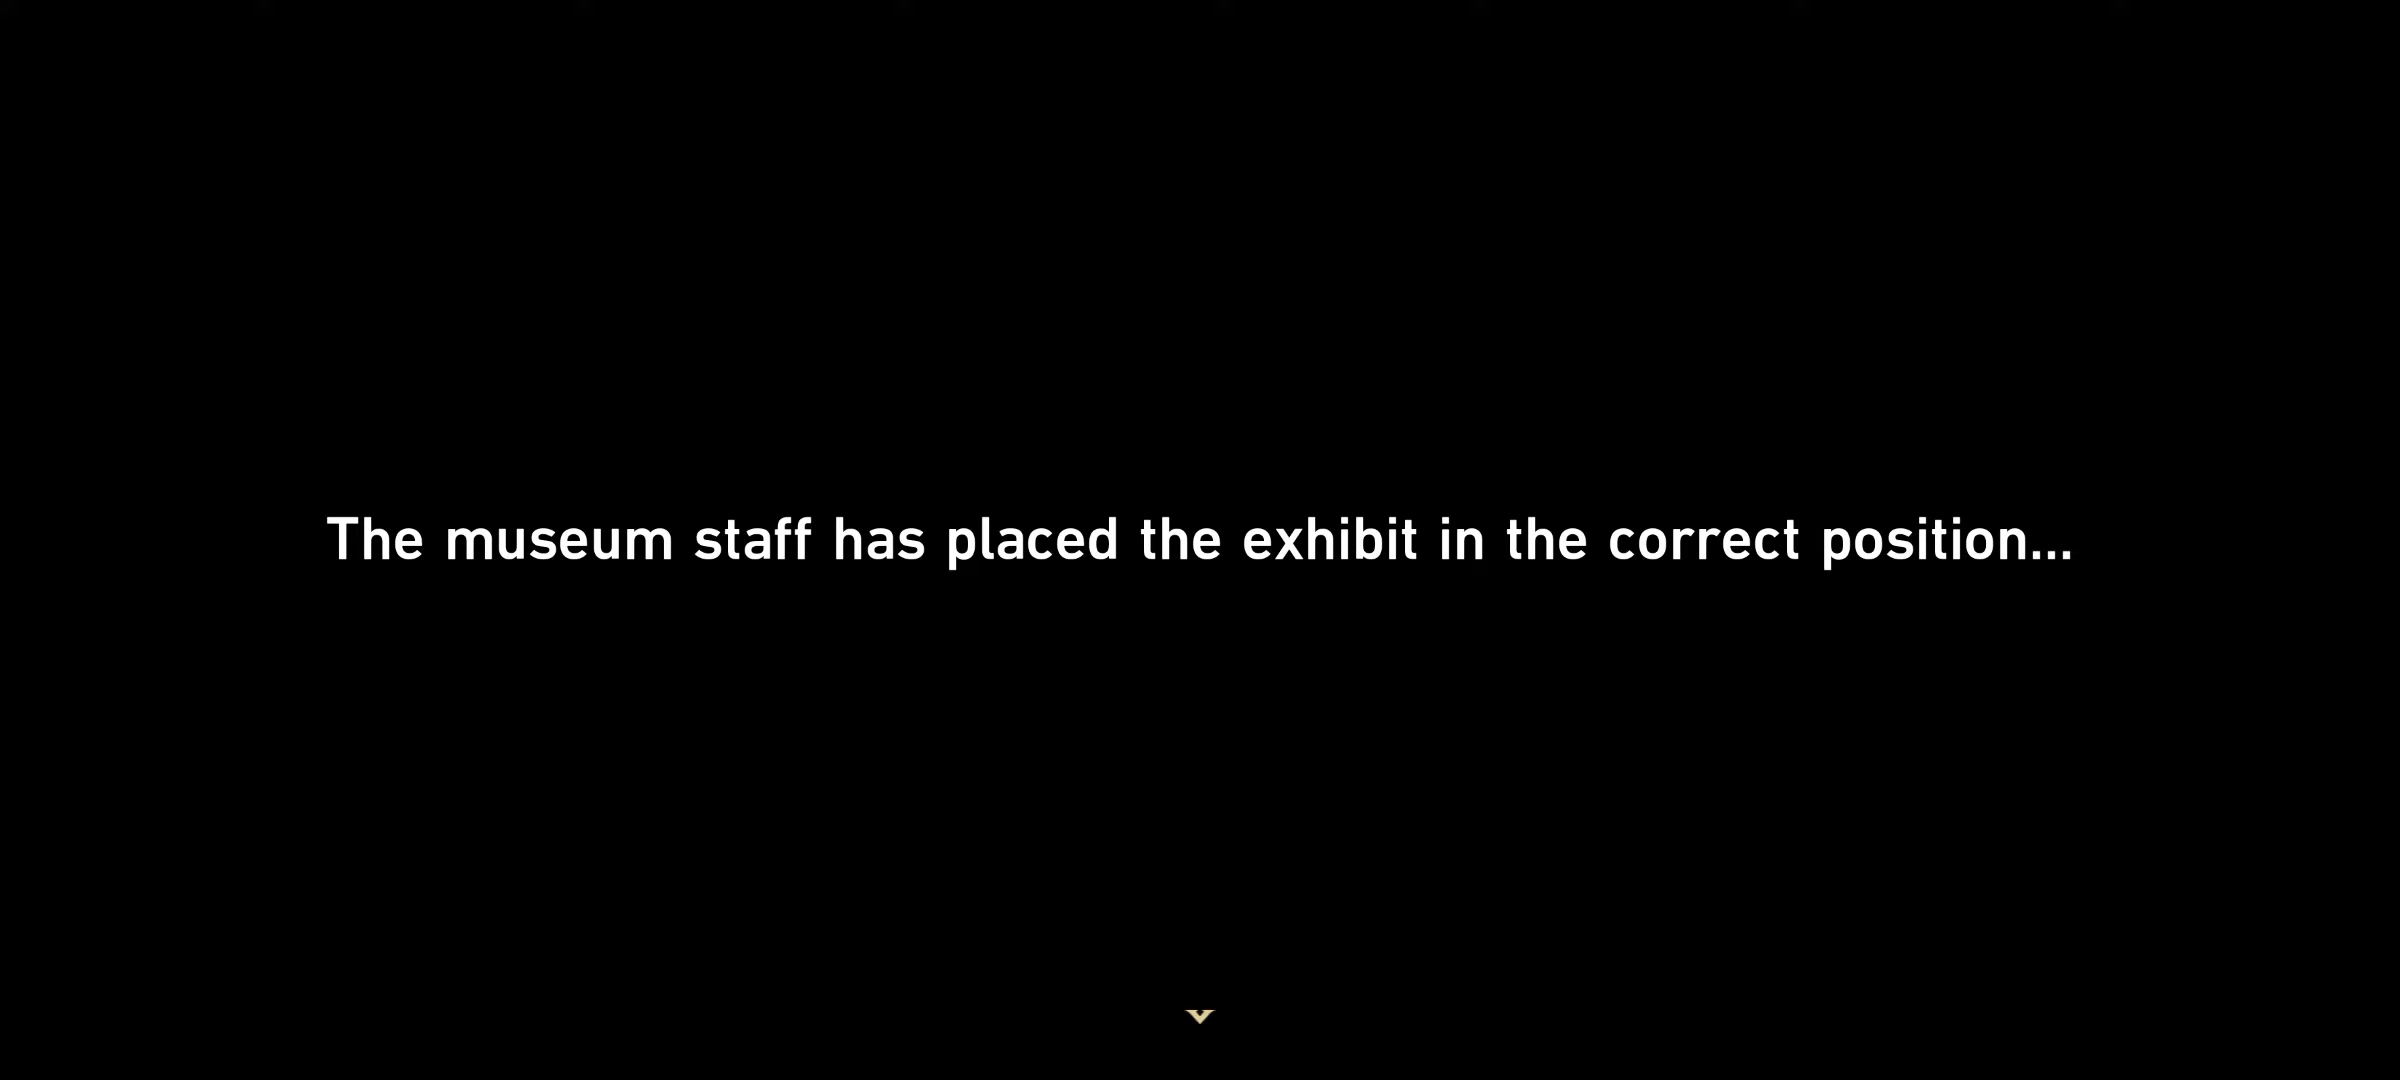 The museum staff has placed the exhibit in the correct position...